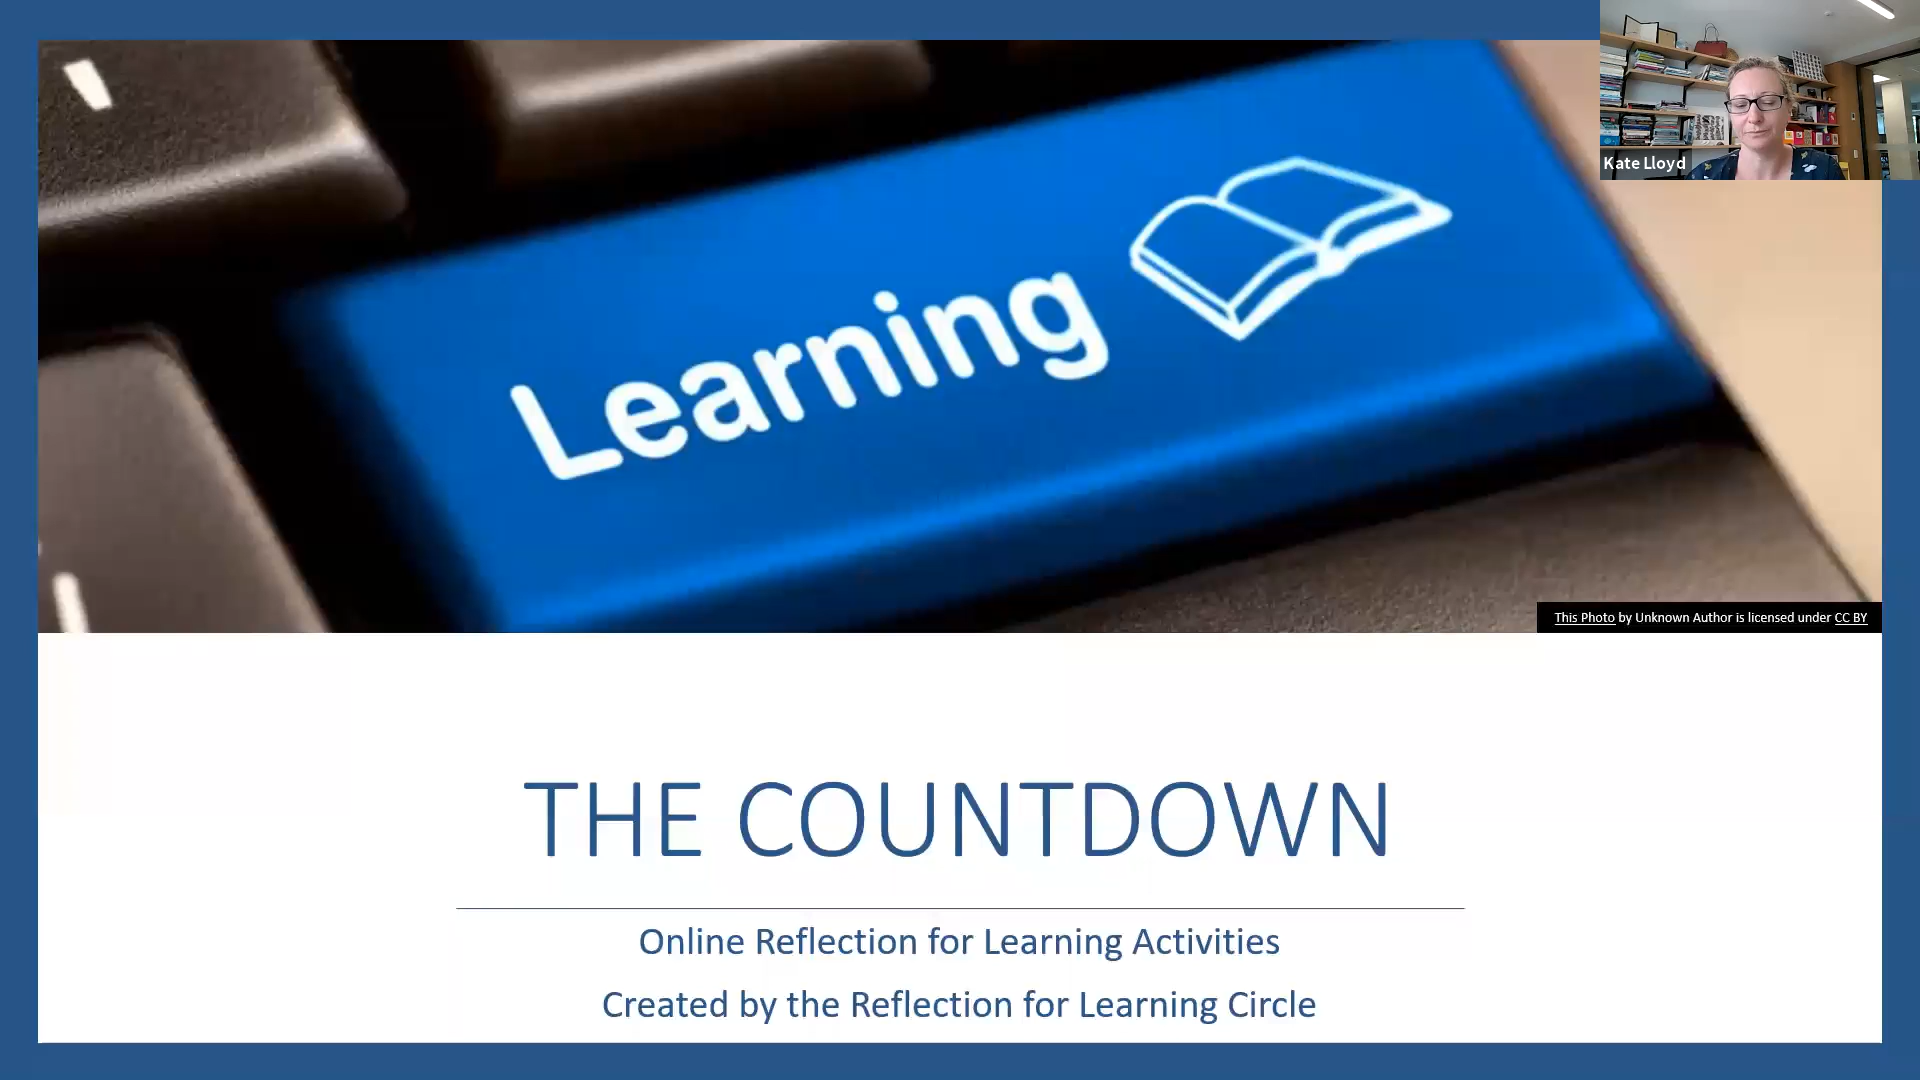 Kate Lloyd
Learning
This Photo by Unknown Author is licensed under CC BY
THE COUNTDOWN
Online Reflection for Learning Activities
Created by the Reflection for Learning Circle